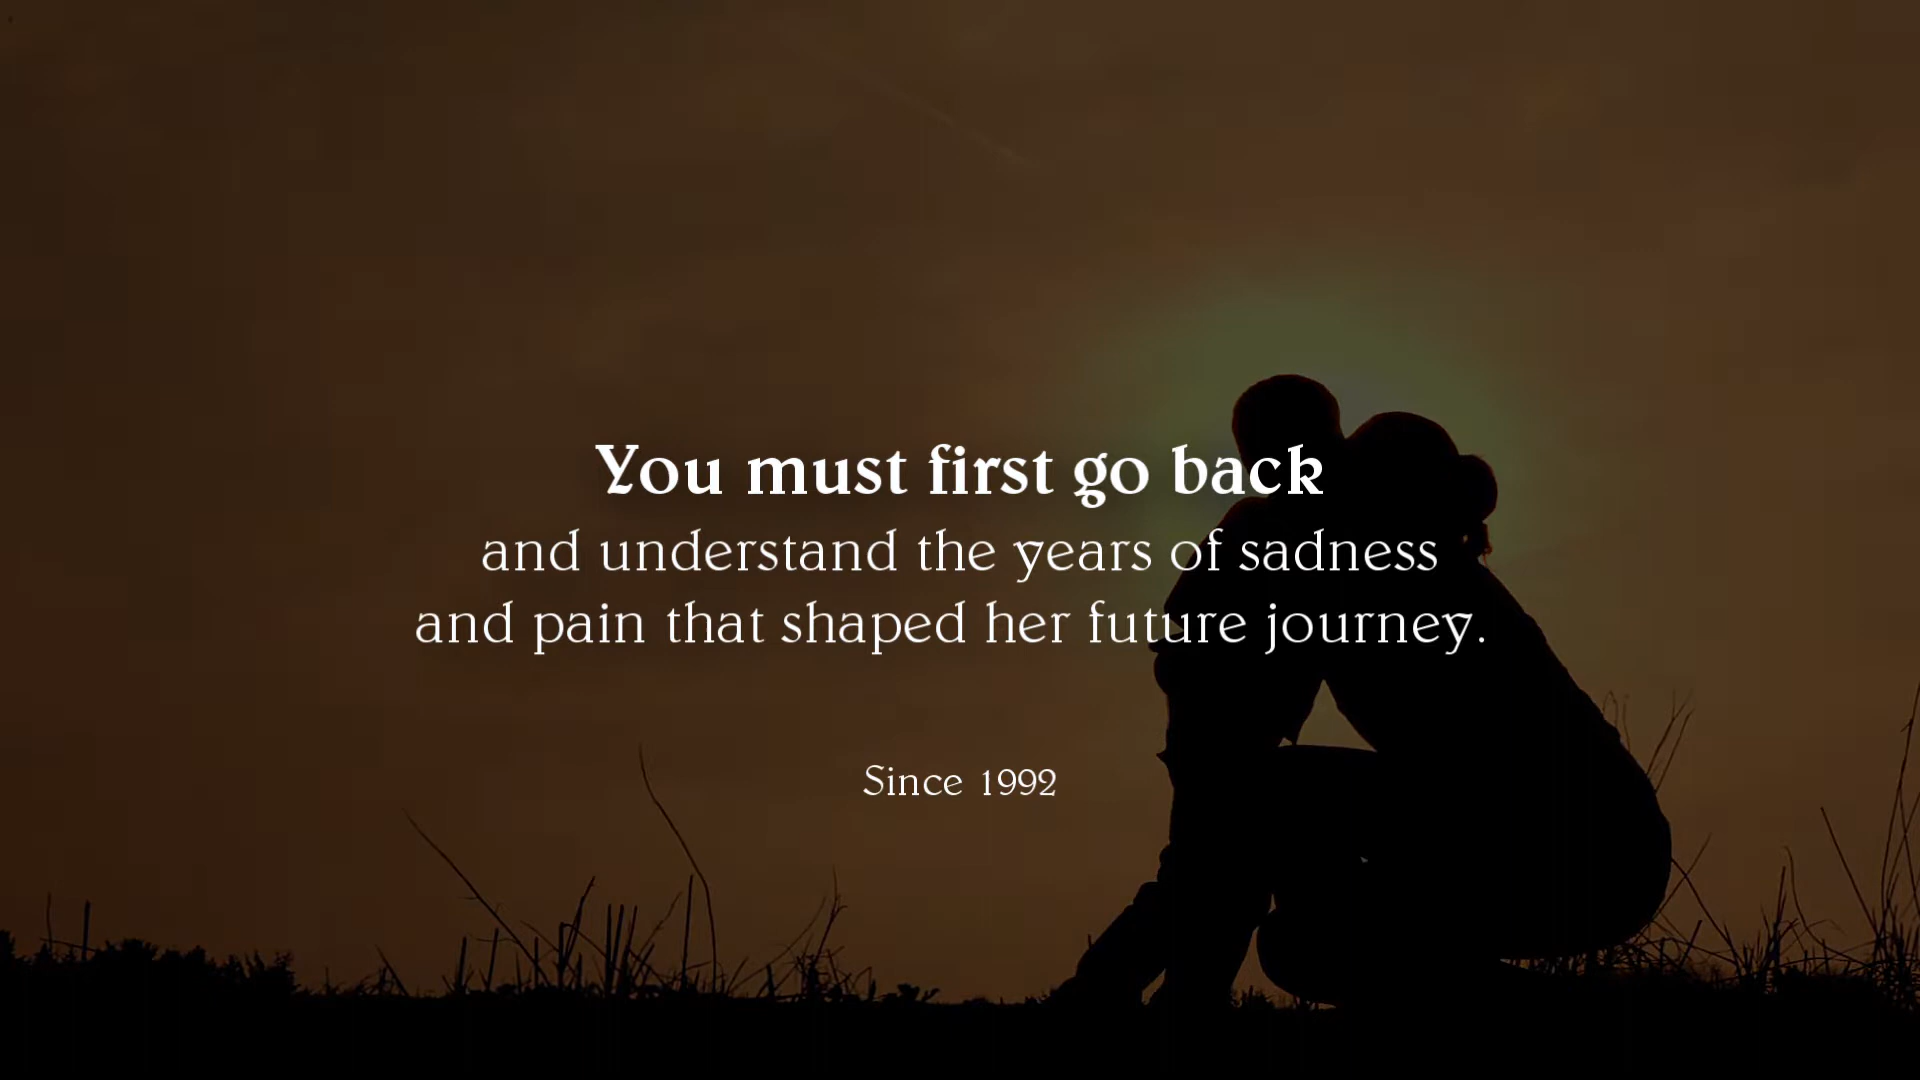 You must first go back
and understand the years of sadness
and pain that shaped her future journey.
Since 1992